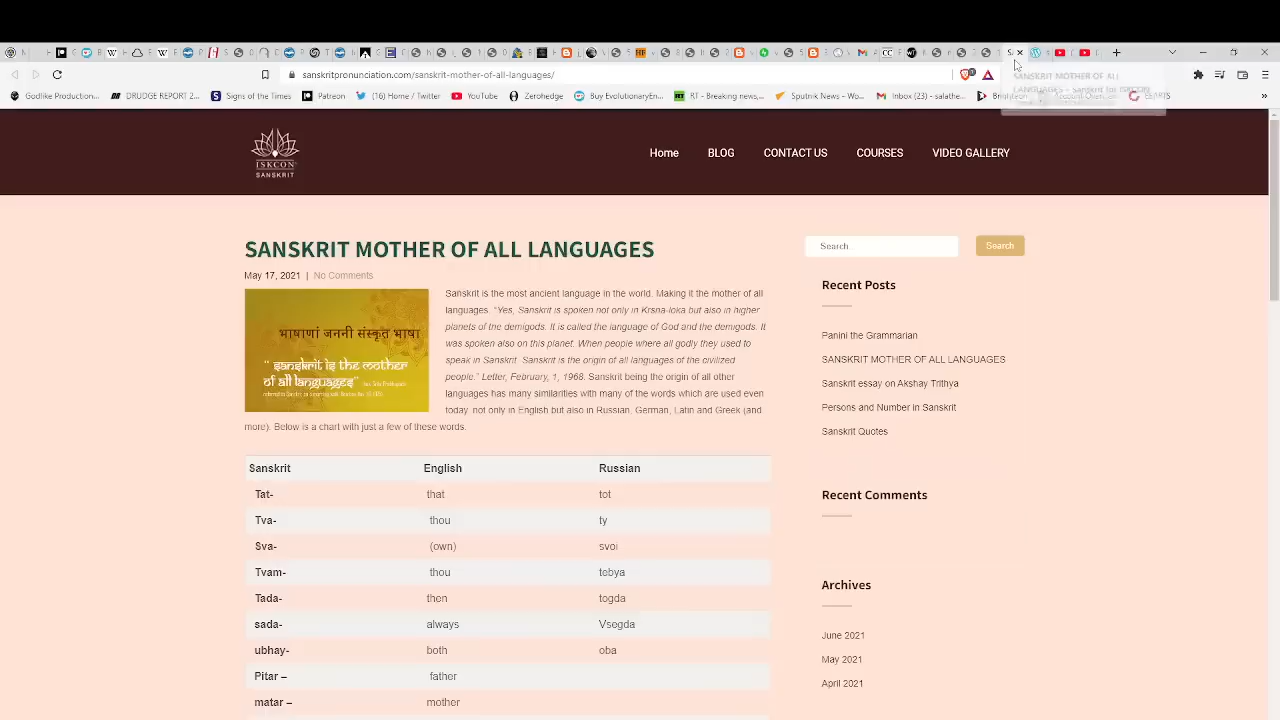 sanskritpronunciation.com/sanskrit-mother-of-all-languages/
SANSKRIT MOTHER OF ALL
LANGUAGES – Sanskrit for ISKCON
Godlike Production...
DRUDGE REPORT 2...
Signs of the Times
Patreon
(16) Home / Twitter
YouTube
Zerohedge
Buy EvolutionaryEn...
RT - Breaking news,...
Sputnik News - Wo...
Inbox (23) - salathe...
»
ISKCON
SANSKRIT
Home
BLOG
CONTACT US
COURSES
VIDEO GALLERY
SANSKRIT MOTHER OF ALL LANGUAGES
May 17, 2021 | No Comments
भाषाणां जननी संस्कृत भाषा
" sanskrit is the mother
of all languages"
Sanskrit is the most ancient language in the world. Making it the mother of all
languages. "Yes, Sanskrit is spoken not only in Krsna-loka but also in higher
planets of the demigods. It is called the language of God and the demigods. It
was spoken also on this planet. When people where all godly they used to
speak in Sanskrit. Sanskrit is the origin of all languages of the civilized
people." Letter, February, 1, 1968. Sanskrit being the origin of all other
languages has many similarities with many of the words which are used even
today. not only in English but also in Russian, German, Latin and Greek (and
more). Below is a chart with just a few of these words.
Sanskrit English Russian
Tat- that tot
Tva- thou ty
Sva- (own) svoi
Tvam- thou tebya
Tada- then togda
sada- always Vsegda
ubhay- both oba
Pitar – father
matar – mother
Search
Search
Recent Posts
Panini the Grammarian
SANSKRIT MOTHER OF ALL LANGUAGES
Sanskrit essay on Akshay Trithya
Persons and Number in Sanskrit
Sanskrit Quotes
Recent Comments
Archives
June 2021
May 2021
April 2021